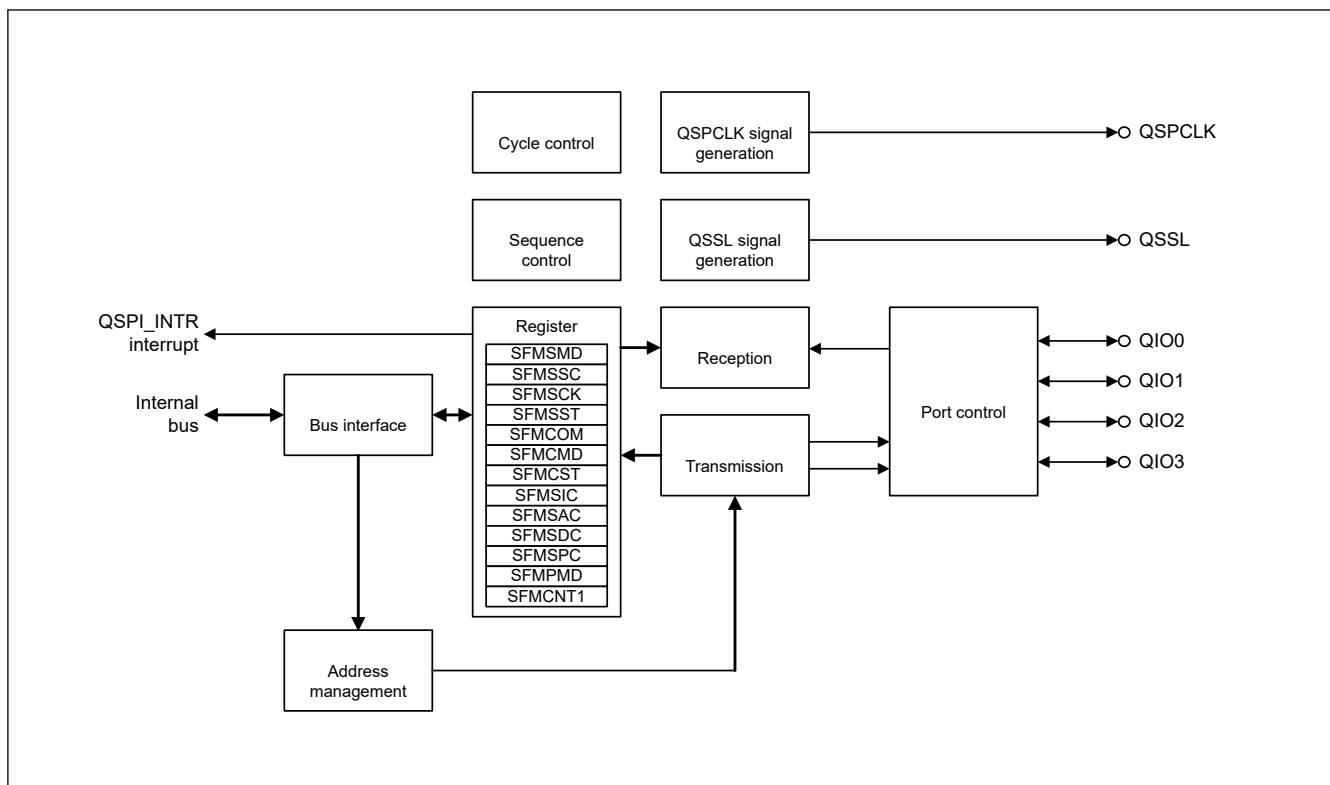 Cycle control
QSPCLK signal
generation
QSPCLK
Sequence
control
QSSL signal
generation
QSSL
QSPI_INTR
interrupt
Internal
bus
Bus interface
Register
SFMSMD
SFMSSC
SFMSCK
SFMSST
SFMCOM
SFMCMD
SFMCST
SFMSIC
SFMSAC
SFMSDC
SFMSPC
SFMPMD
SFMCNT1
Reception
Transmission
Port control
QIO0
QIO1
QIO2
QIO3
Address
management